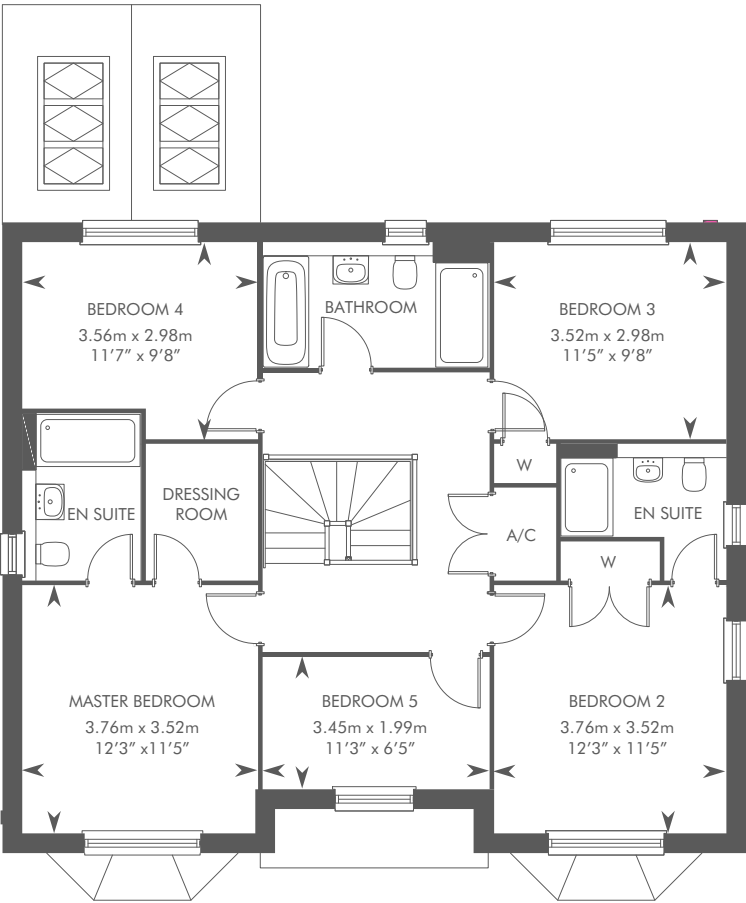 BEDROOM 4
3.56m x 2.98m
11’7” x 9’8”
BATHROOM
BEDROOM 3
3.52m x 2.98m
11’5” x 9’8”
W
DRESSING
ROOM
EN SUITE
A/C
EN SUITE
W
MASTER BEDROOM
3.76m x 3.52m
12’3” x11’5”
BEDROOM 5
3.45m x 1.99m
11’3” x 6’5”
BEDROOM 2
3.76m x 3.52m
12’3” x 11’5”